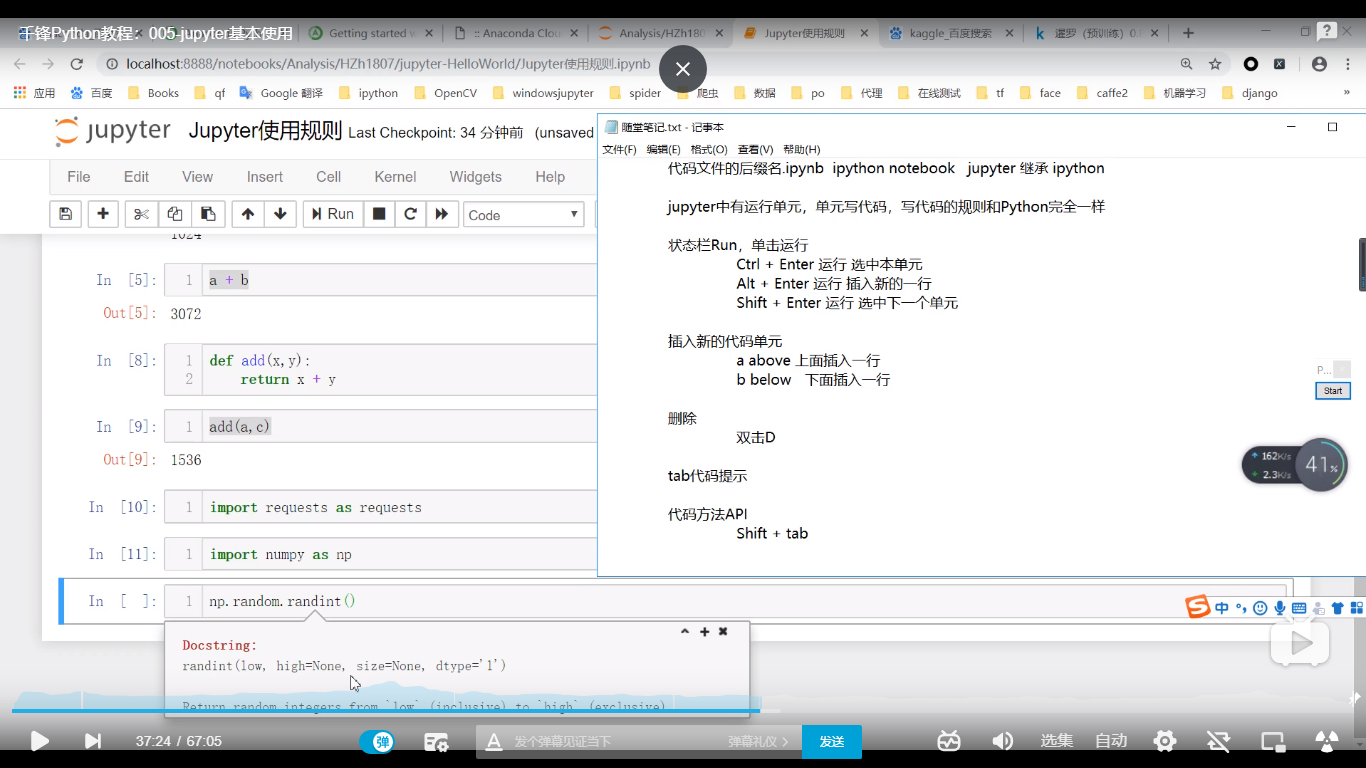 千锋Python教程：005-jupyter基本使用
Getting started w
:: Anaconda Clou
Analysis/HZh180
Jupyter使用规则
kaggle_百度搜索
暹罗（预训练）0.
localhost:8888/notebooks/Analysis/HZh1807/jupyter-HelloWorld/Jupyter使用规则.ipynb
应用 百度 Books qf Google 翻译 ipython OpenCV windowsjupyter spider 爬虫 数据 po 代理 在线测试 tf face caffe2 机器学习 django »
jupyter Jupyter使用规则 Last Checkpoint: 34 分钟前 (unsaved
File Edit View Insert Cell Kernel Widgets Help
Run Code
1024
In [5]: 1 a + b
Out[5]: 3072
In [8]: 1 def add(x,y):
2 return x + y
In [9]: 1 add(a,c)
Out[9]: 1536
In [10]: 1 import requests as requests
In [11]: 1 import numpy as np
In [ ]: 1 np.random.randint()
Docstring:
randint(low, high=None, size=None, dtype='l')
Return random integers from `low` (inclusive) to `high` (exclusive)
随堂笔记.txt - 记事本
文件(F) 编辑(E) 格式(O) 查看(V) 帮助(H)
代码文件的后缀名.ipynb ipython notebook jupyter 继承 ipython
jupyter中有运行单元，单元写代码，写代码的规则和Python完全一样
状态栏Run，单击运行
Ctrl + Enter 运行 选中本单元
Alt + Enter 运行 插入新的一行
Shift + Enter 运行 选中下一个单元
插入新的代码单元
a above 上面插入一行
b below 下面插入一行
删除
双击D
tab代码提示
代码方法API
Shift + tab
P...
Start
162K/s
2.3K/s
41%
中
37:24 / 67:05
弹
发个弹幕见证当下
弹幕礼仪 >
发送
选集
自动